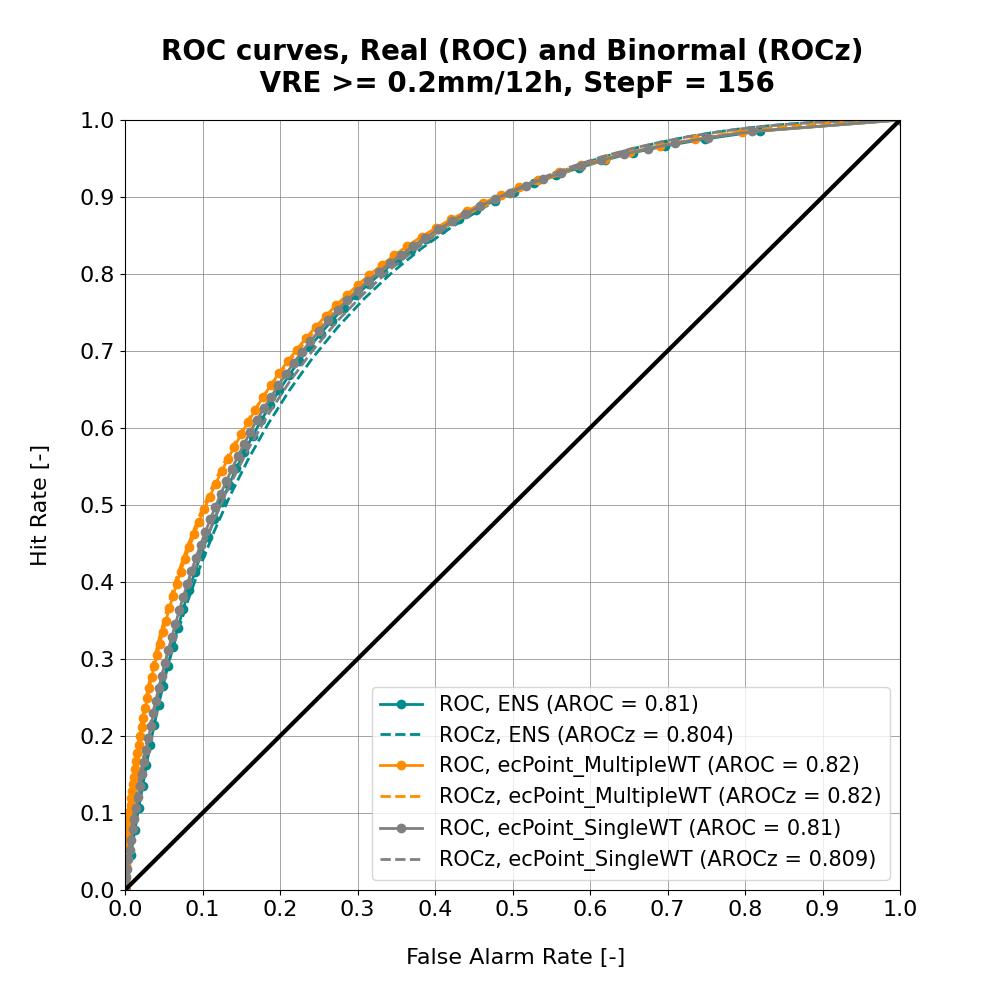 ROC curves, Real (ROC) and Binormal (ROCz)
VRE >= 0.2mm/12h, StepF = 156
1.0
0.9
0.8
0.7
0.6
0.5
0.4
0.3
0.2
0.1
0.0
Hit Rate [-]
ROC, ENS (AROC = 0.81)
ROCz, ENS (AROCz = 0.804)
ROC, ecPoint_MultipleWT (AROC = 0.82)
ROCz, ecPoint_MultipleWT (AROCz = 0.82)
ROC, ecPoint_SingleWT (AROC = 0.81)
ROCz, ecPoint_SingleWT (AROCz = 0.809)
0.0 0.1 0.2 0.3 0.4 0.5 0.6 0.7 0.8 0.9 1.0
False Alarm Rate [-]